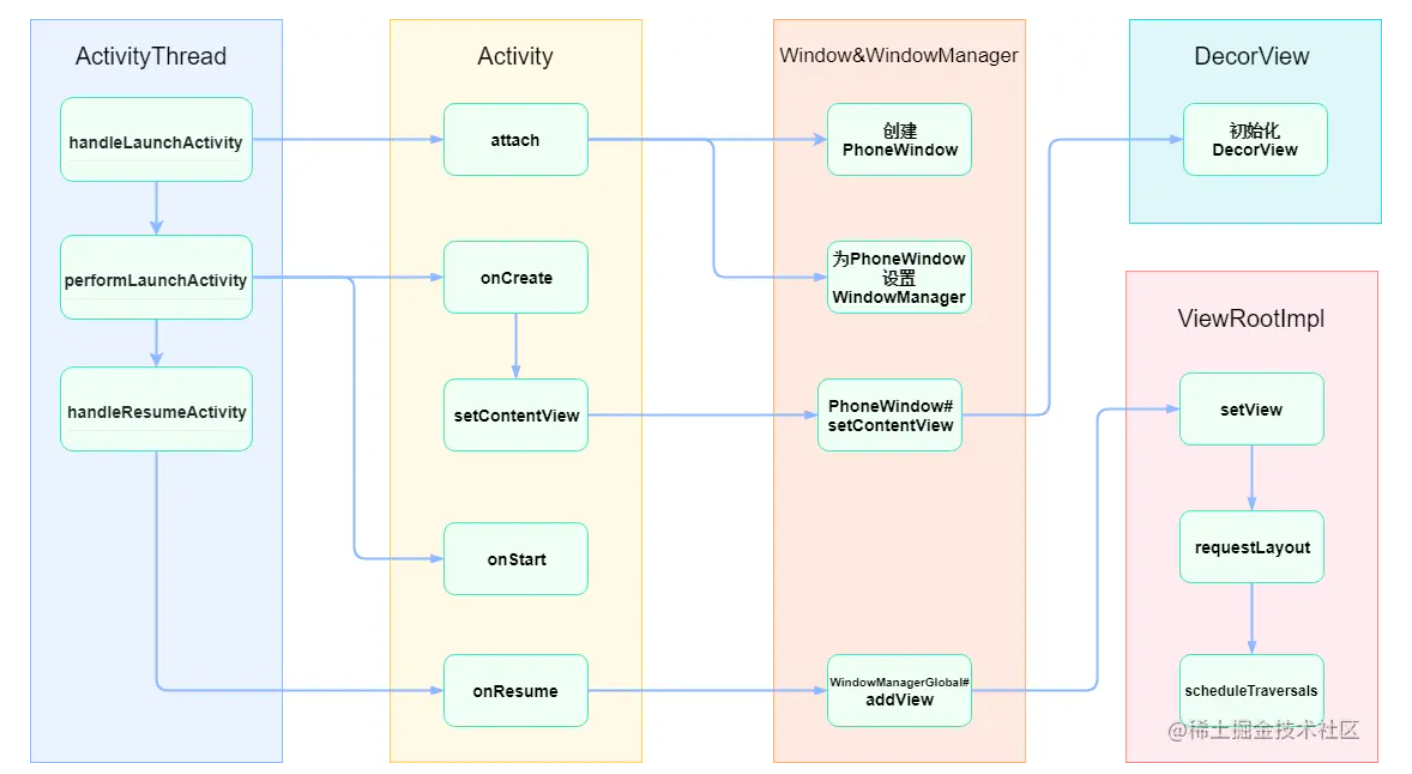 ActivityThread
handleLaunchActivity
performLaunchActivity
handleResumeActivity
Activity
attach
onCreate
setContentView
onStart
onResume
Window&WindowManager
创建
PhoneWindow
为PhoneWindow
设置
WindowManager
PhoneWindow#
setContentView
WindowManagerGlobal#
addView
DecorView
初始化
DecorView
ViewRootImpl
setView
requestLayout
scheduleTraversals
@稀土掘金技术社区